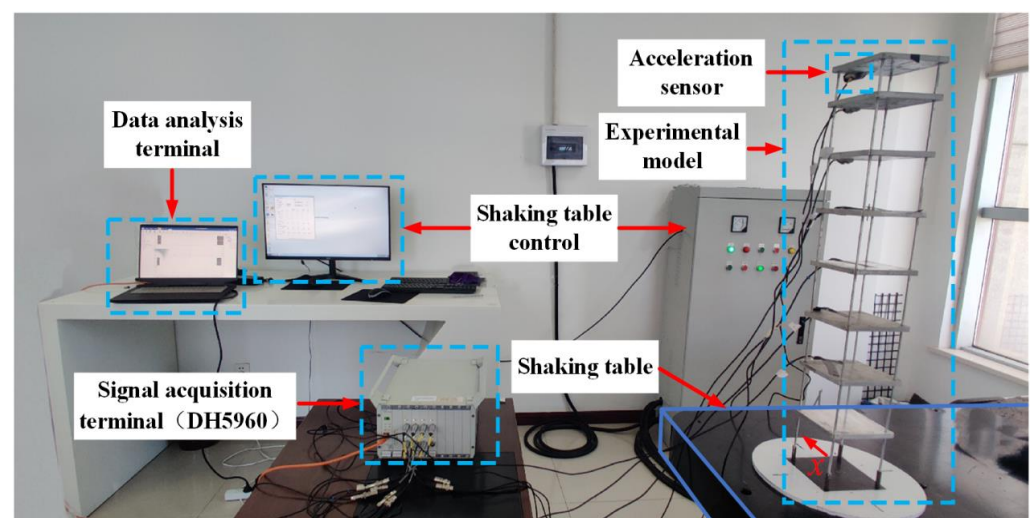 Acceleration
sensor
Data analysis
terminal
Experimental
model
Shaking table
control
Shaking table
Signal acquisition
terminal（DH5960）
X